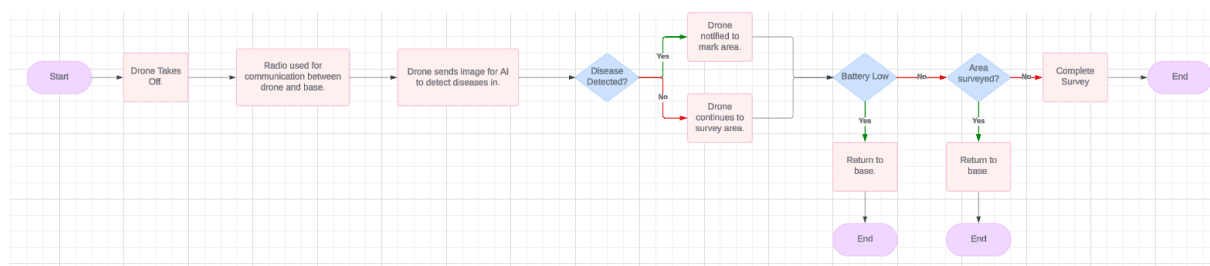 Start
Drone Takes
Off.
Radio used for
communication between
drone and base.
Drone sends image for AI
to detect diseases in.
Disease
Detected?
Yes
No
Drone
notified to
mark area.
Drone
continues to
survey area.
Battery Low
No
Yes
Return to
base.
End
Area
surveyed?
No
Yes
Return to
base.
End
Complete
Survey
End